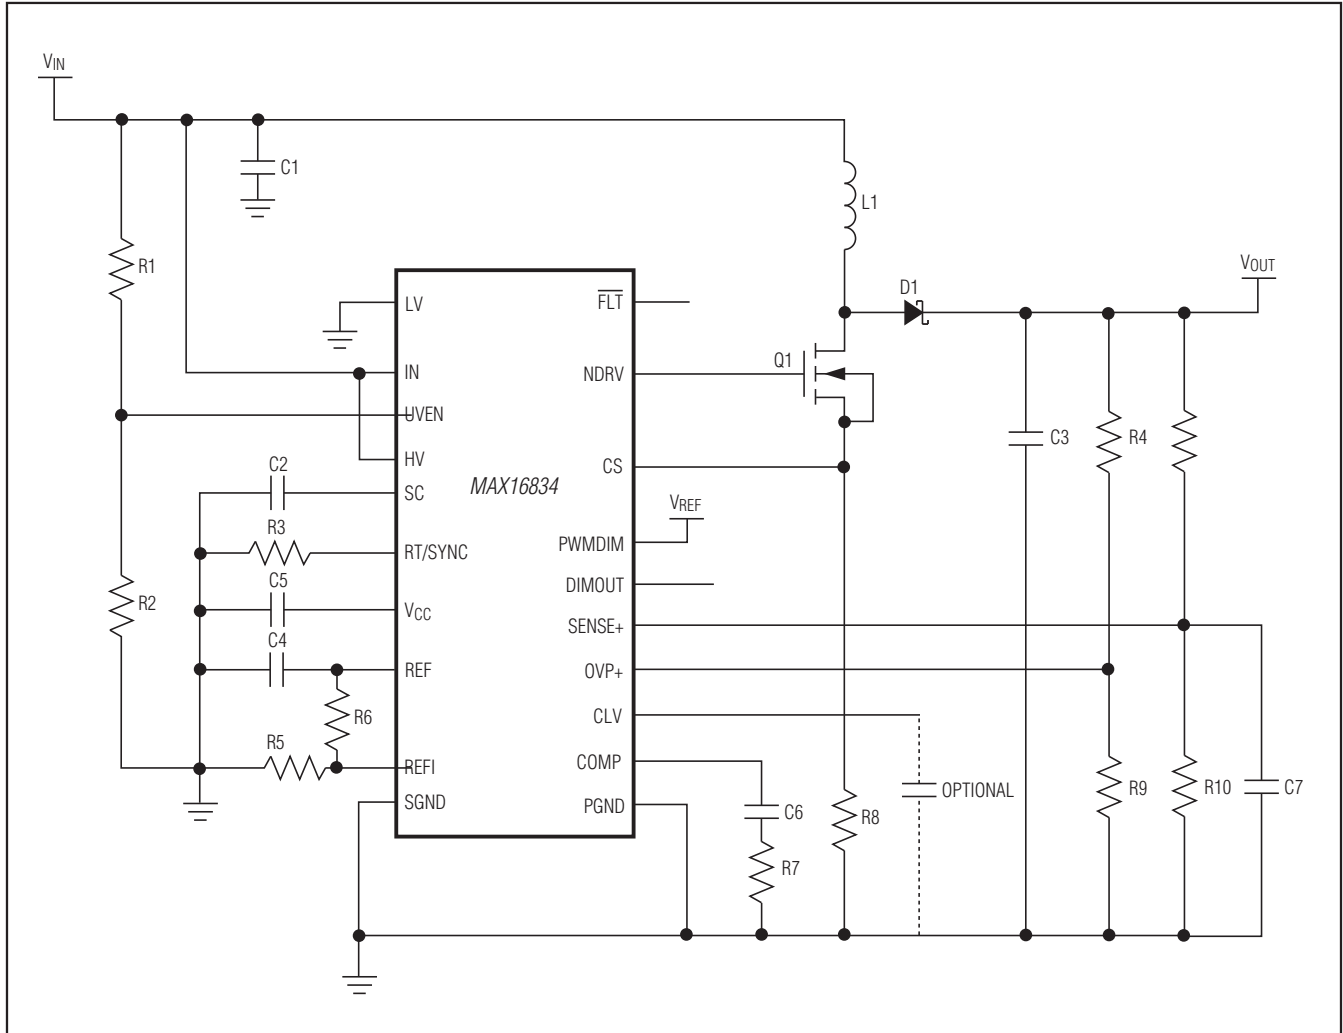 VIN
C1
L1
R1
VOUT
D1
LV
FLT
Q1
IN
NDRV
UVEN
C3
R4
HV
C2
CS
SC
MAX16834
VREF
R3
RT/SYNC
PWMDIM
C5
DIMOUT
R2
VCC
SENSE+
C4
REF
OVP+
R6
CLV
R5
COMP
REFI
OPTIONAL
R9
R10
C7
SGND
PGND
C6
R8
R7